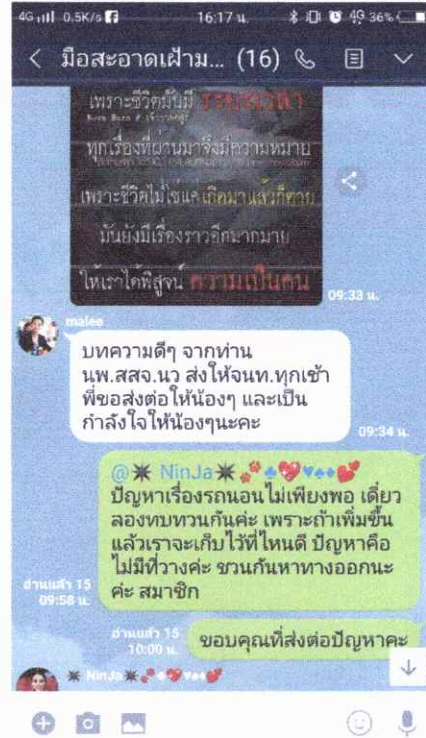 4G 0.5K/s 16:17 น. 4G 36%
มือสะอาดเฝ้าม... (16)
เพราะชีวิตมันมี
ทุกเรื่องที่ผ่านมาจึงมีความหมาย
เพราะชีวิตไม่ใช่แค่เกิดมาแล้วก็ตาย
มันยังมีเรื่องราวอีกมากมาย
ให้เราได้พิสูจน์ ความเป็นคน
09:33 น.
malee
บทความดีๆ จากท่าน
นพ.สสจ.นว ส่งให้จนท.ทุกเช้า
พี่ขอส่งต่อให้น้องๆ และเป็น
กำลังใจให้น้องๆนะคะ
09:34 น.
@✴ NinJa✴🐾♠💖♥♠♦💕
ปัญหาเรื่องรถนอนไม่เพียงพอ เดี่ยว
ลองทบทวนกันค่ะ เพราะถ้าเพิ่มขึ้น
แล้วเราจะเก็บไว้ที่ไหนดี ปัญหาคือ
ไม่มีที่วางค่ะ ชวนกันหาทางออกนะ
ค่ะ สมาชิก
อ่านแล้ว 15
09:58 น.
ขอบคุณที่ส่งต่อปัญหาคะ
อ่านแล้ว 15
10:00 น.
✴ NinJa✴